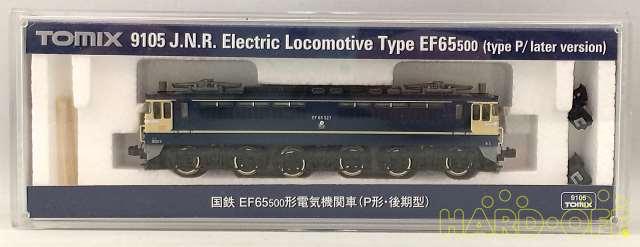 TOMIX 9105 J.N.R. Electric Locomotive Type EF65500 (type P/ later version)
EF65 527
国鉄 EF65500形電気機関車(P形・後期型)
9105
TOMIX
HARD・OFF